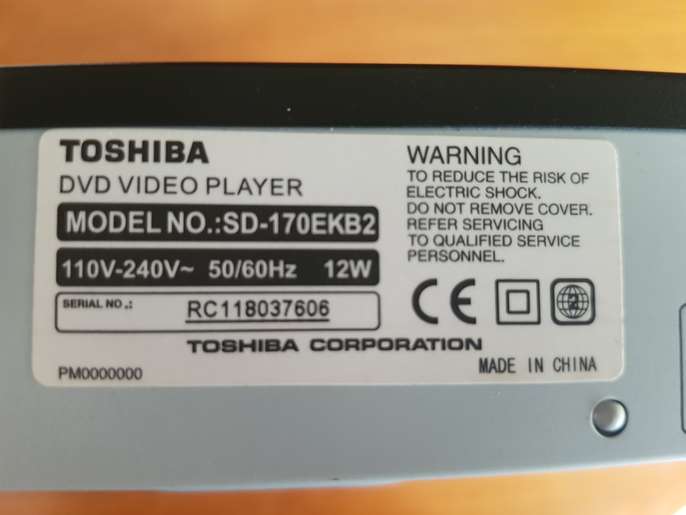 TOSHIBA
DVD VIDEO PLAYER
MODEL NO.:SD-170EKB2
110V-240V~ 50/60Hz 12W
SERIAL NO.: RC118037606
WARNING
TO REDUCE THE RISK OF
ELECTRIC SHOCK.
DO NOT REMOVE COVER.
REFER SERVICING
TO QUALIFIED SERVICE
PERSONNEL.
CE
2
TOSHIBA CORPORATION
PM0000000
MADE IN CHINA